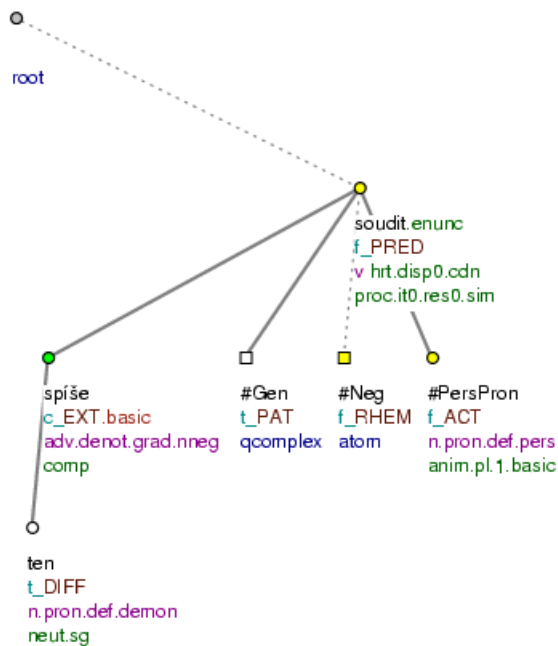 root
soudit.enunc
f_PRED
v hrt.disp0.cdn
proc.it0.res0.sim
spíše
c_EXT.basic
adv.denot.grad.nneg
comp
#Gen
t_PAT
qcomplex
#Neg
f_RHEM
atom
#PersPron
f_ACT
n.pron.def.pers
anim.pl.1.basic
ten
t_DIFF
n.pron.def.demon
neut.sg